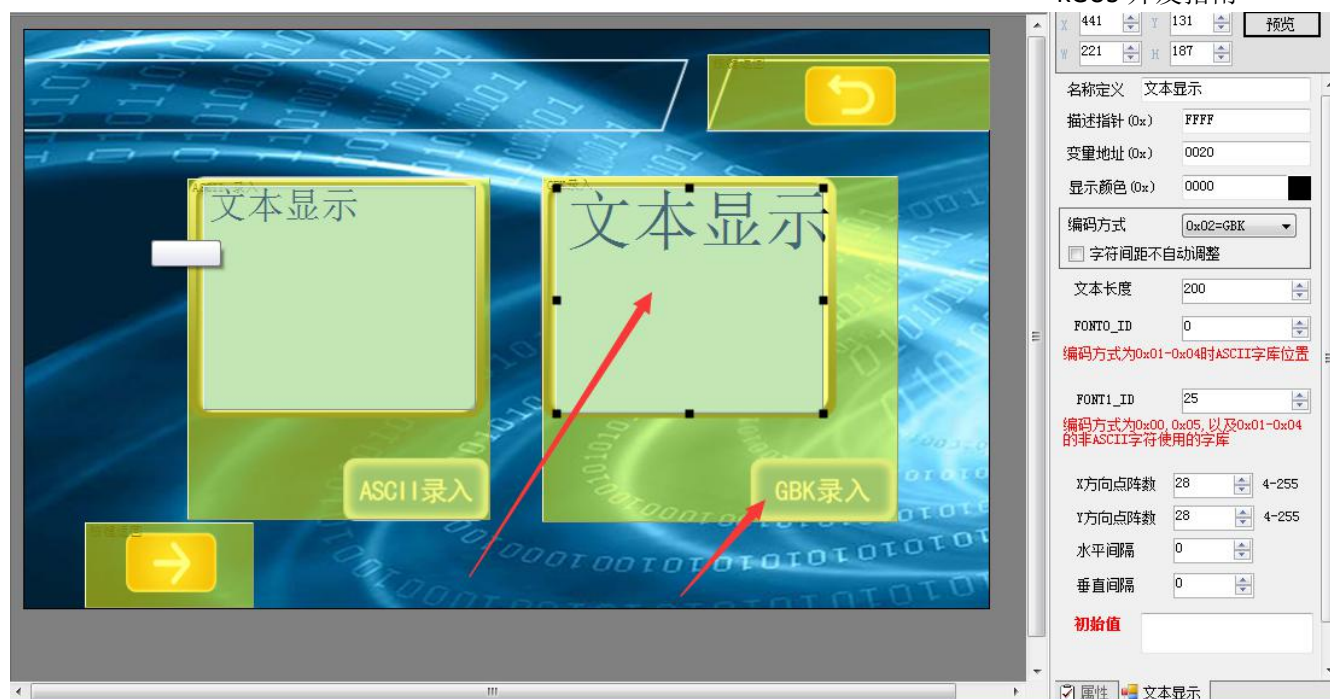 X 441 Y 131 预览
W 221 H 187
名称定义 文本显示
描述指针(0x) FFFF
变量地址(0x) 0020
显示颜色(0x) 0000
编码方式 0x02=GBK
字符间距不自动调整
文本长度 200
FONT0_ID 0
编码方式为0x01-0x04时ASCII字库位置
FONT1_ID 25
编码方式为0x00,0x05,以及0x01-0x04
的非ASCII字符使用的字库
X方向点阵数 28 4-255
Y方向点阵数 28 4-255
水平间隔 0
垂直间隔 0
初始值
属性 文本显示
文本显示
文本显示
ASCII录入
GBK录入